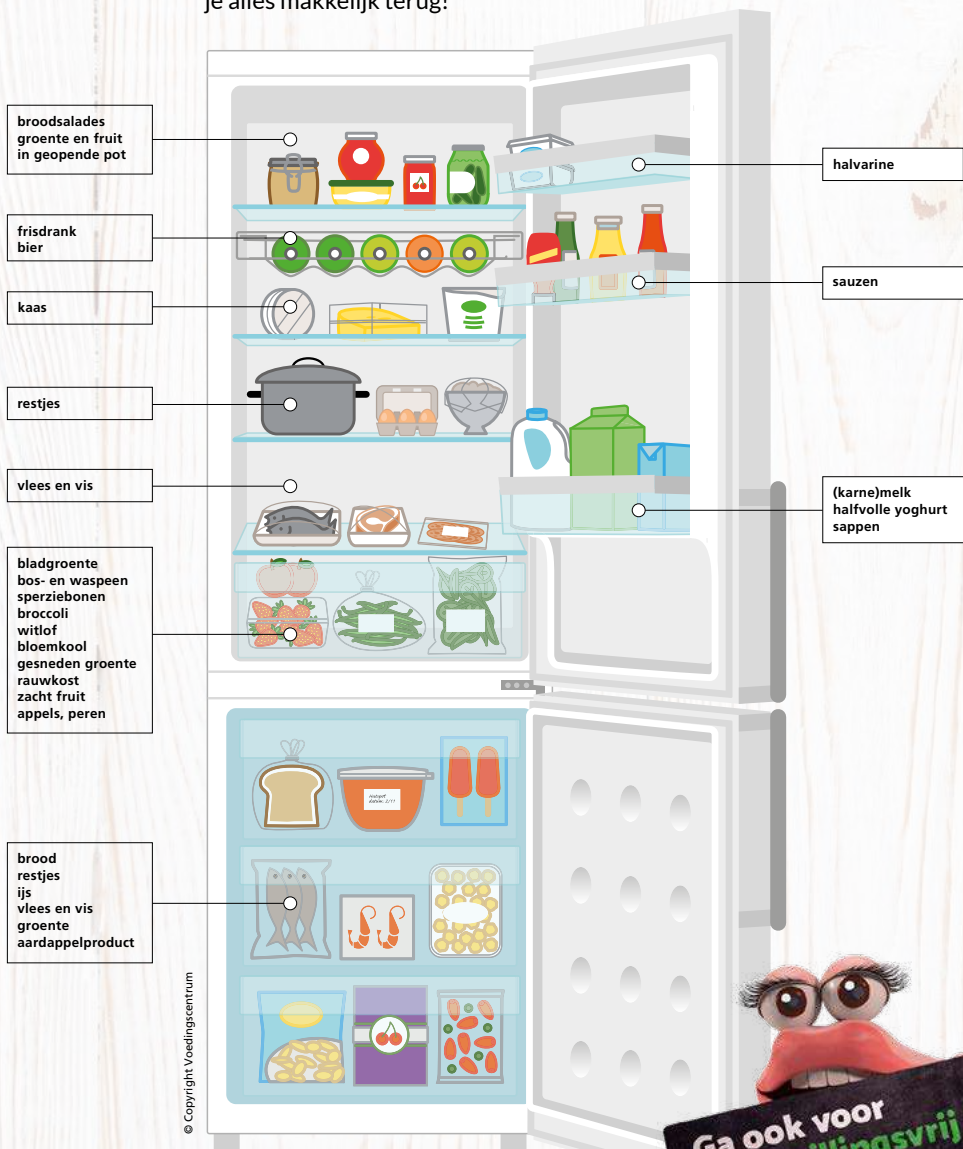 je alles makkelijk terug!
broodsalades
groente en fruit
in geopende pot
frisdrank
bier
kaas
restjes
vlees en vis
bladgroente
bos- en waspeen
sperziebonen
broccoli
witlof
bloemkool
gesneden groente
rauwkost
zacht fruit
appels, peren
brood
restjes
ijs
vlees en vis
groente
aardappelproduct
halvarine
sauzen
(karne)melk
halfvolle yoghurt
sappen
© Copyright Voedingscentrum
Ga ook voor